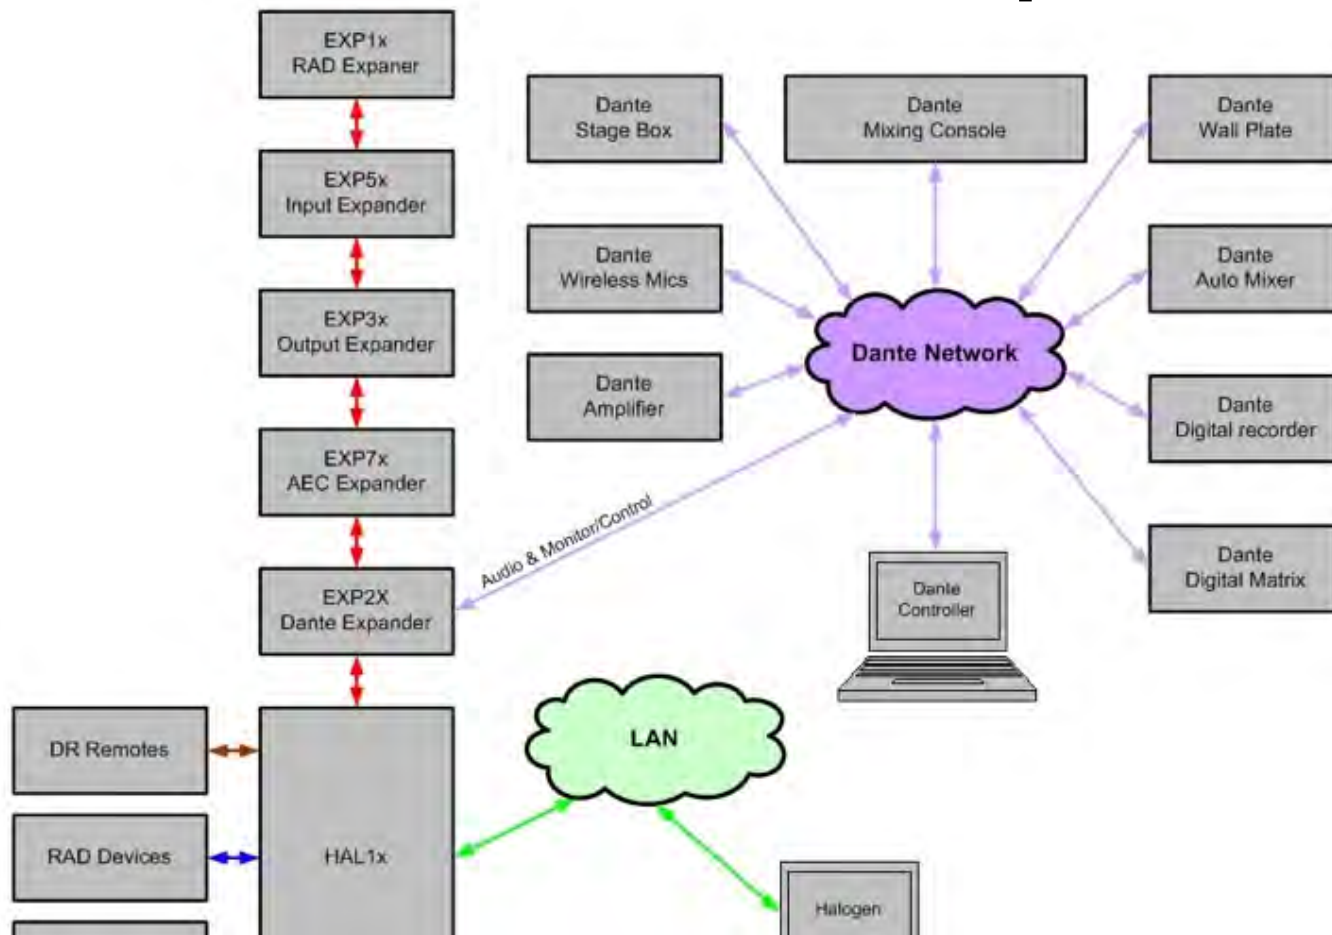 EXP1x
RAD Expaner
EXP5x
Input Expander
EXP3x
Output Expander
EXP7x
AEC Expander
EXP2X
Dante Expander
Audio & Monitor/Control
Dante
Stage Box
Dante
Mixing Console
Dante
Wall Plate
Dante
Wireless Mics
Dante
Auto Mixer
Dante Network
Dante
Amplifier
Dante
Digital recorder
Dante
Digital Matrix
Dante
Controller
DR Remotes
LAN
RAD Devices
HAL1x
Halogen